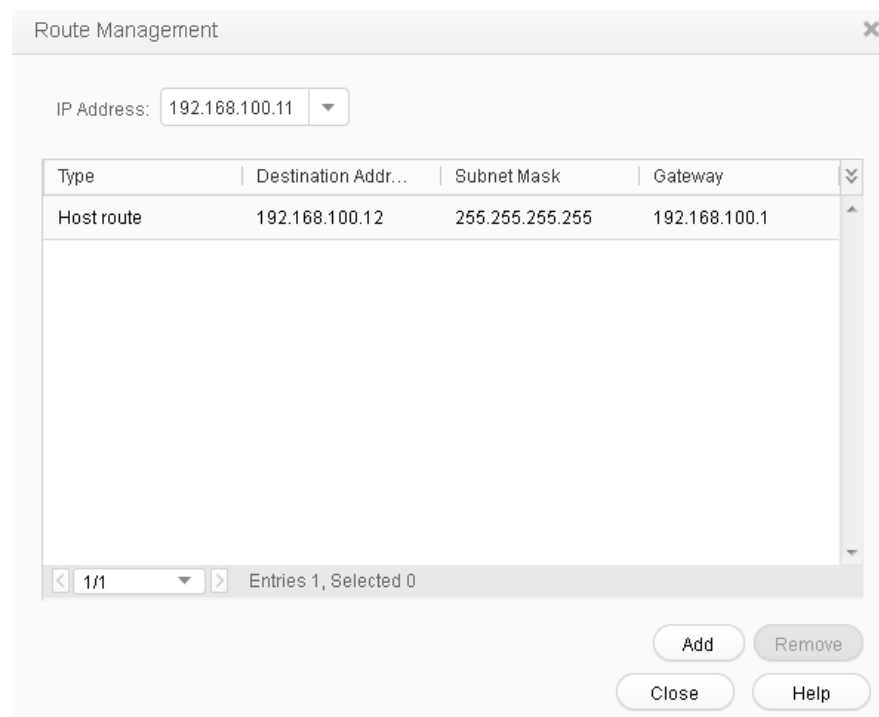 Route Management
IP Address: 192.168.100.11
Type Destination Addr... Subnet Mask Gateway
Host route 192.168.100.12 255.255.255.255 192.168.100.1
1/1 Entries 1, Selected 0
Add Remove
Close Help